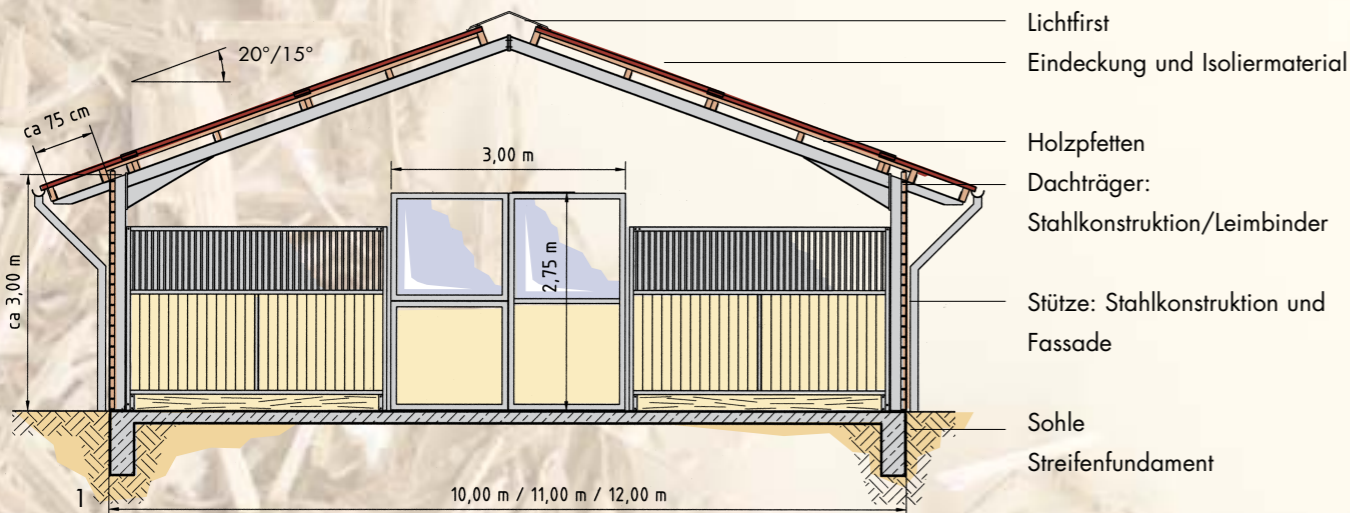 Lichtfirst
Eindeckung und Isoliermaterial
20°/15°
ca 75 cm
Holzpfetten
3,00 m
Dachträger:
Stahlkonstruktion/Leimbinder
2,75 m
ca 3,00 m
Stütze: Stahlkonstruktion und
Fassade
Sohle
Streifenfundament
1
10,00 m / 11,00 m / 12,00 m